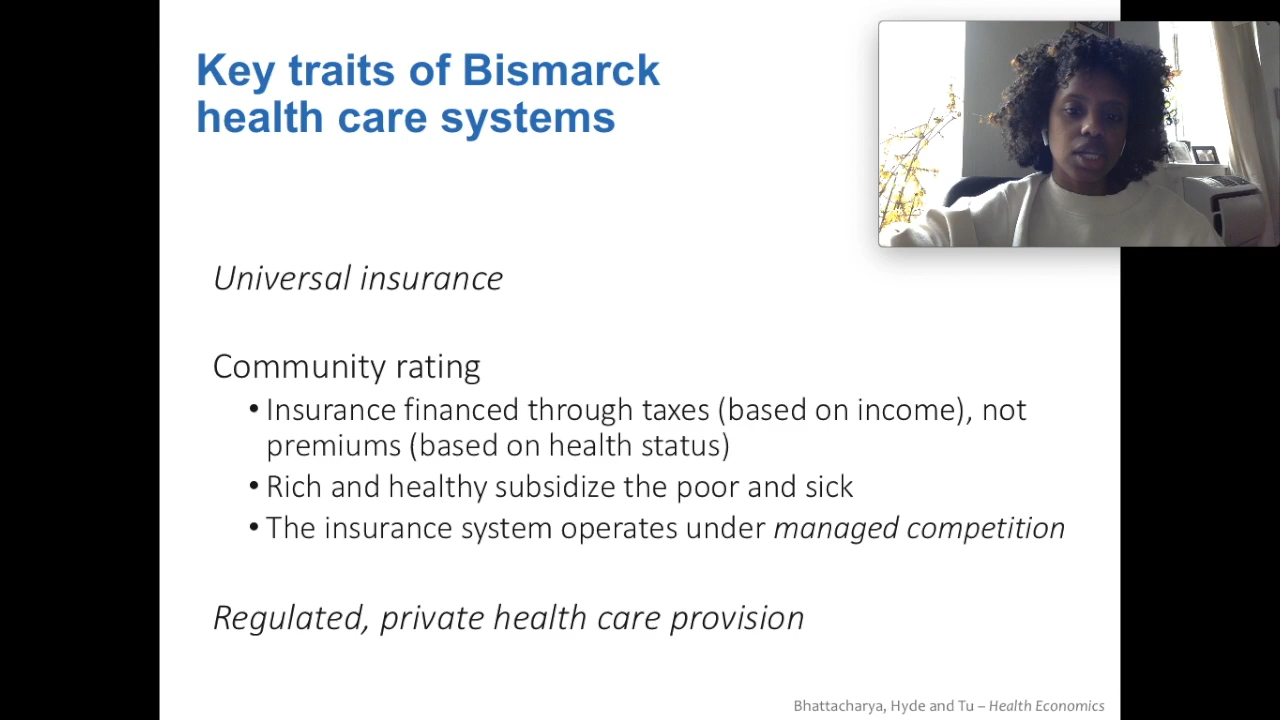 Key traits of Bismarck
health care systems
Universal insurance
Community rating
• Insurance financed through taxes (based on income), not
premiums (based on health status)
• Rich and healthy subsidize the poor and sick
• The insurance system operates under managed competition
Regulated, private health care provision
Bhattacharya, Hyde and Tu – Health Economics